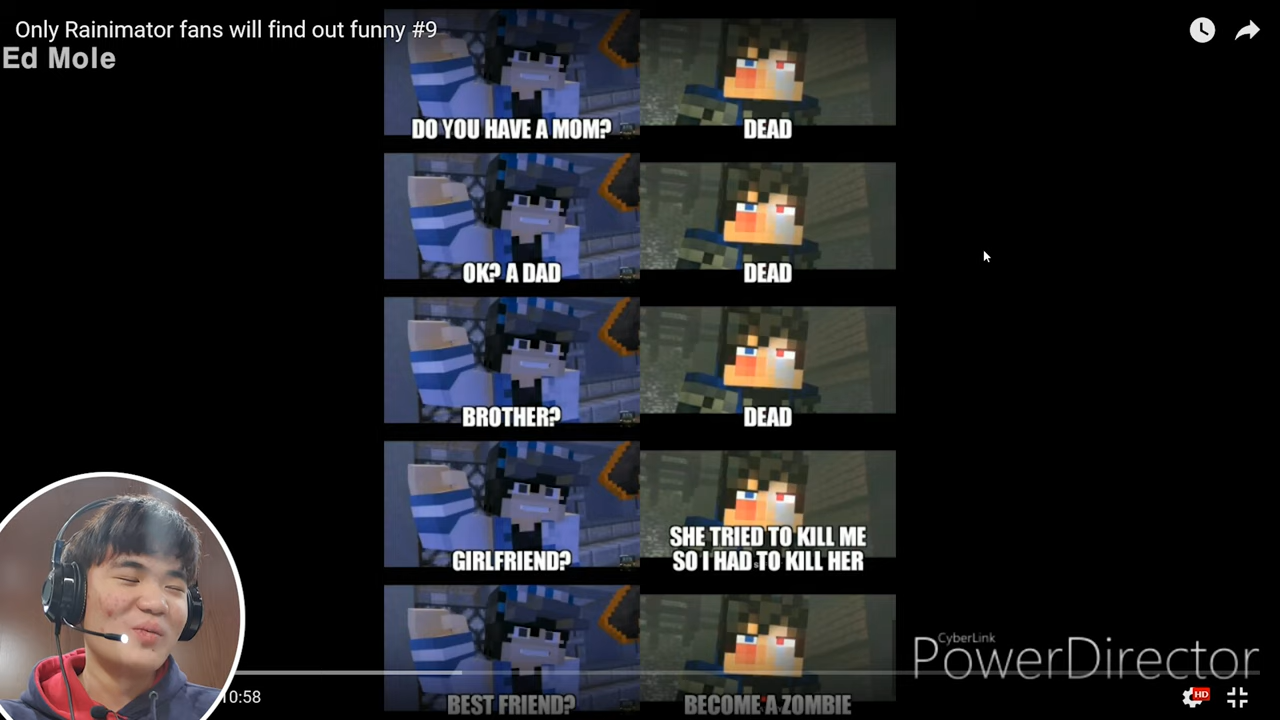 Only Rainimator fans will find out funny #9
Ed Mole
DO YOU HAVE A MOM?
DEAD
OK? A DAD
DEAD
BROTHER?
DEAD
GIRLFRIEND?
SHE TRIED TO KILL ME
SO I HAD TO KILL HER
BEST FRIEND?
BECOME A ZOMBIE
CyberLink
PowerDirector
10:58
HD